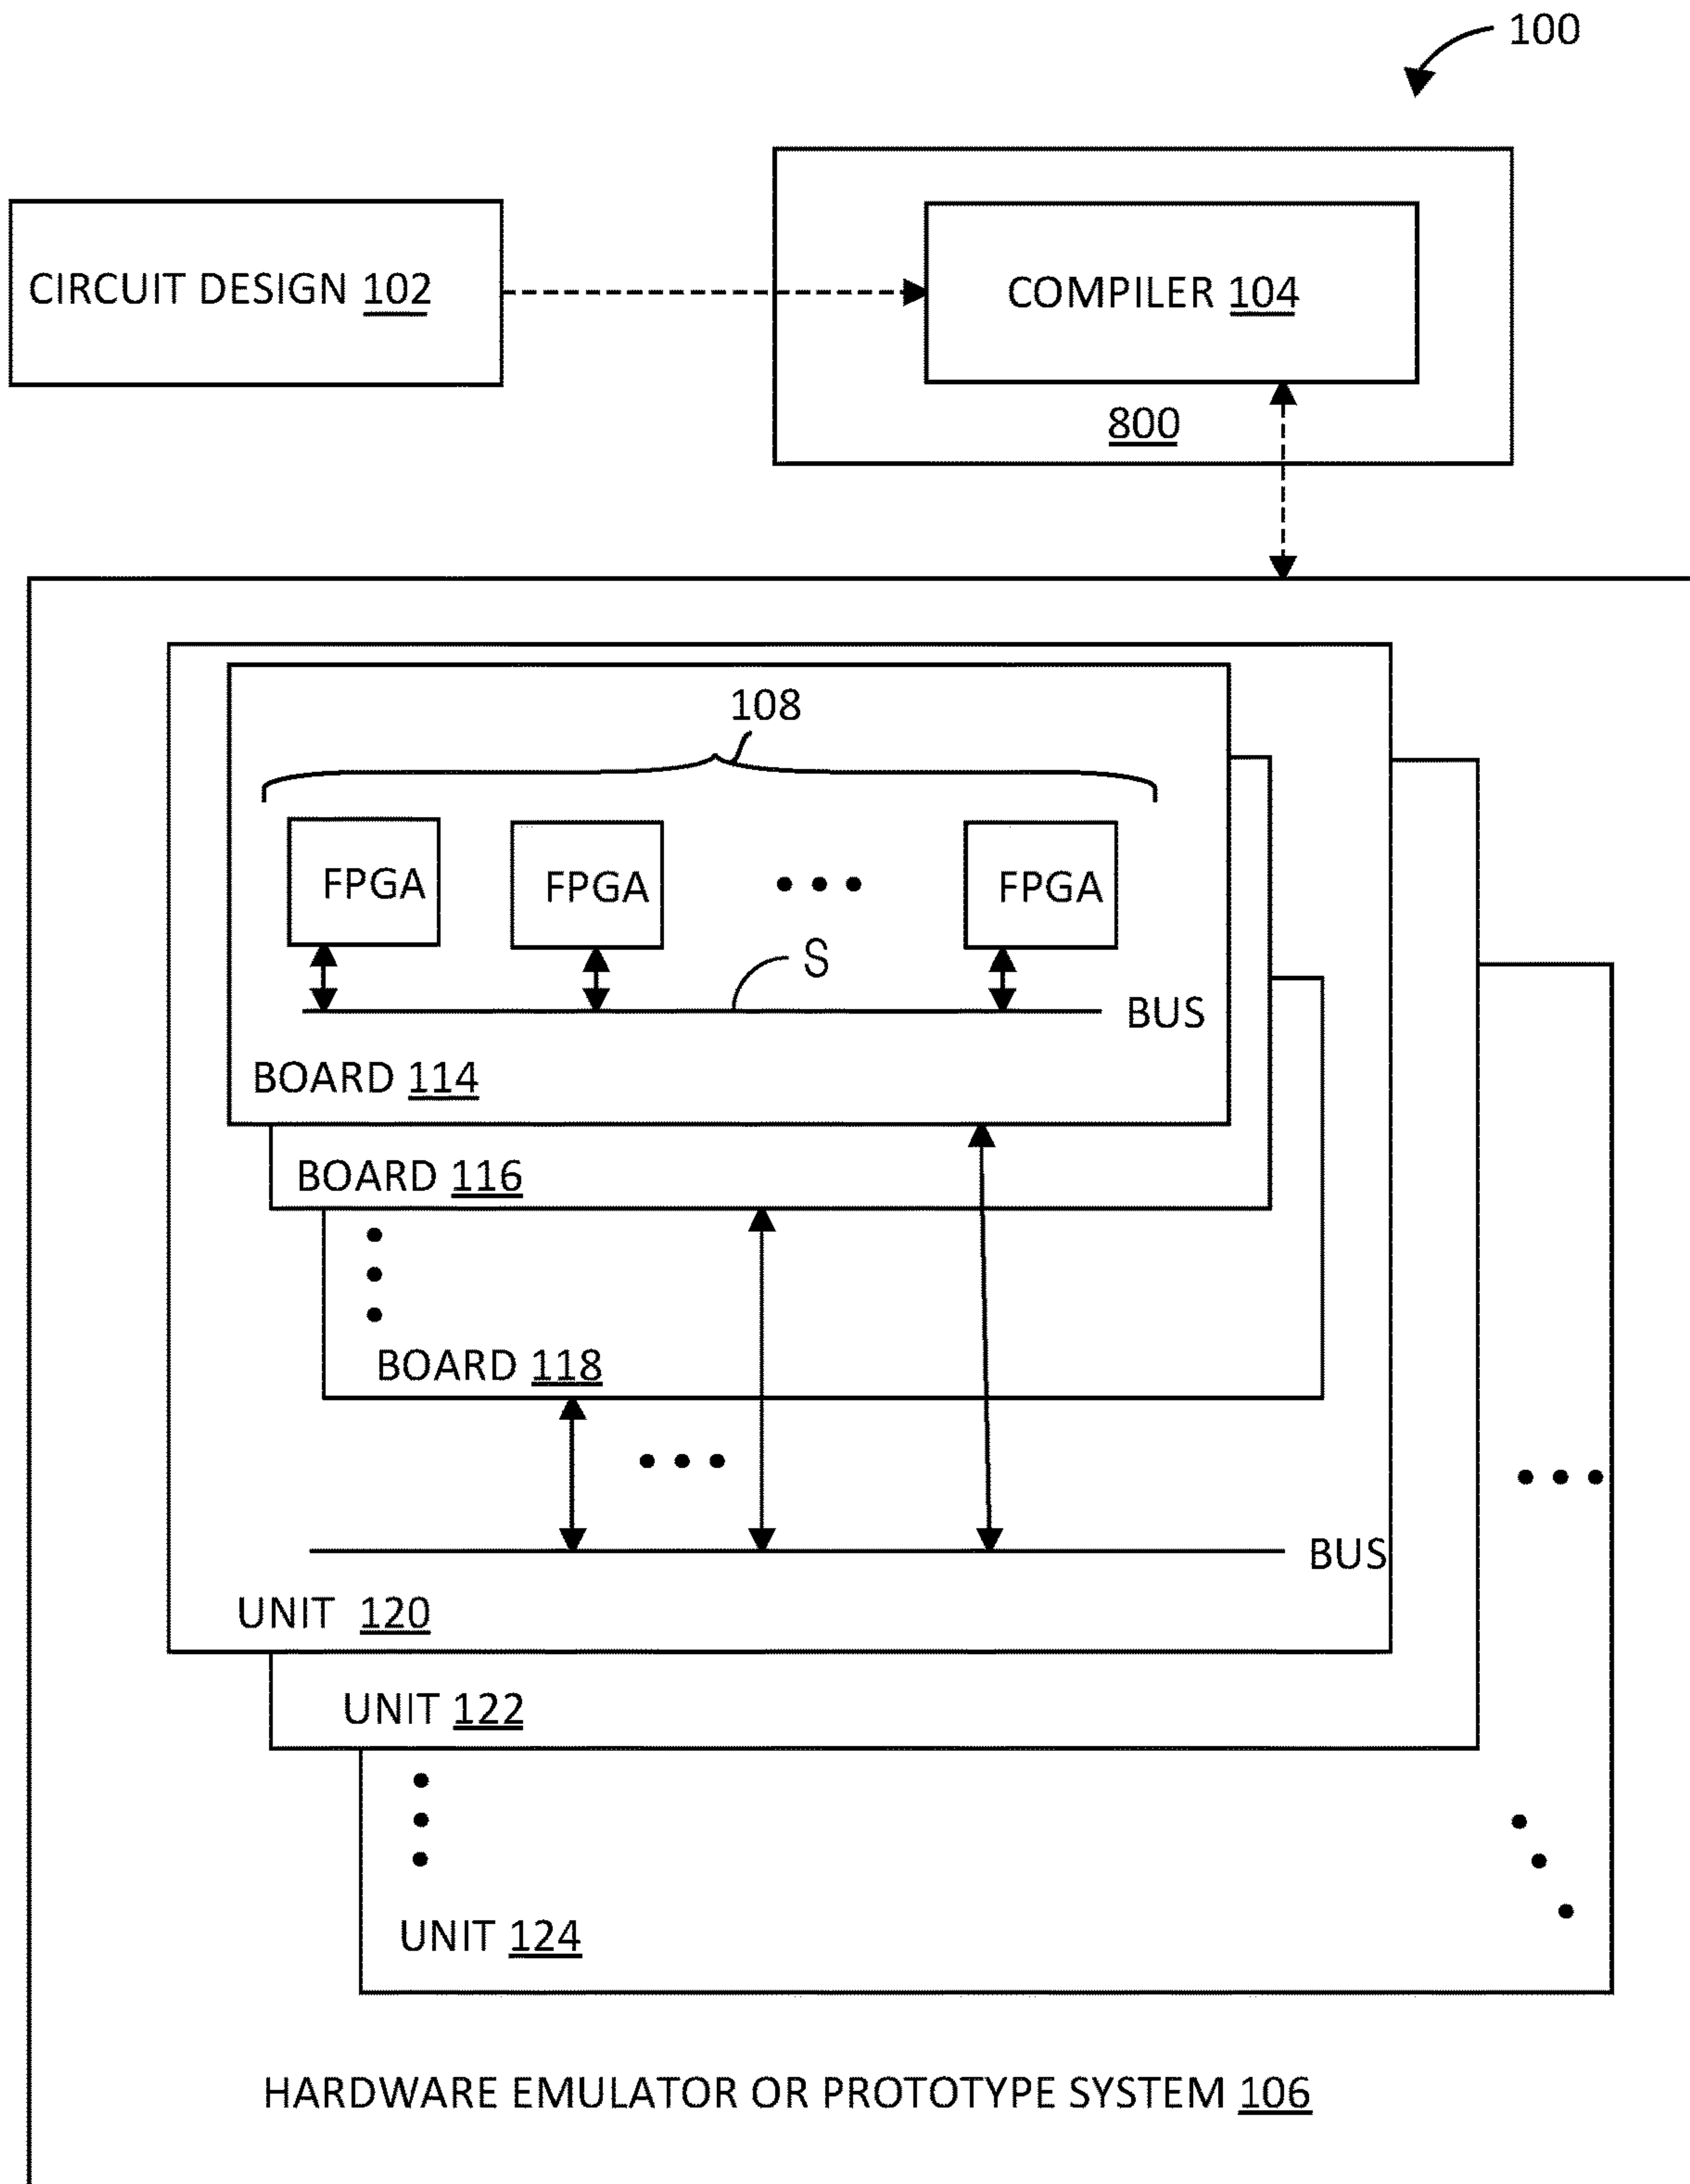 100
CIRCUIT DESIGN 102
COMPILER 104
800
108
FPGA
FPGA
FPGA
S
BUS
BOARD 114
BOARD 116
BOARD 118
BUS
UNIT 120
UNIT 122
UNIT 124
HARDWARE EMULATOR OR PROTOTYPE SYSTEM 106